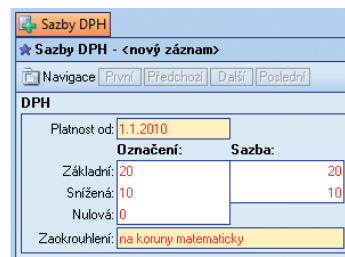 Sazby DPH
Sazby DPH - <nový záznam>
Navigace První Předchozí Další Poslední
DPH
Platnost od: 1.1.2010
Označení: Sazba:
Základní: 20 20
Snížená: 10 10
Nulová: 0
Zaokrouhlení: na koruny matematicky